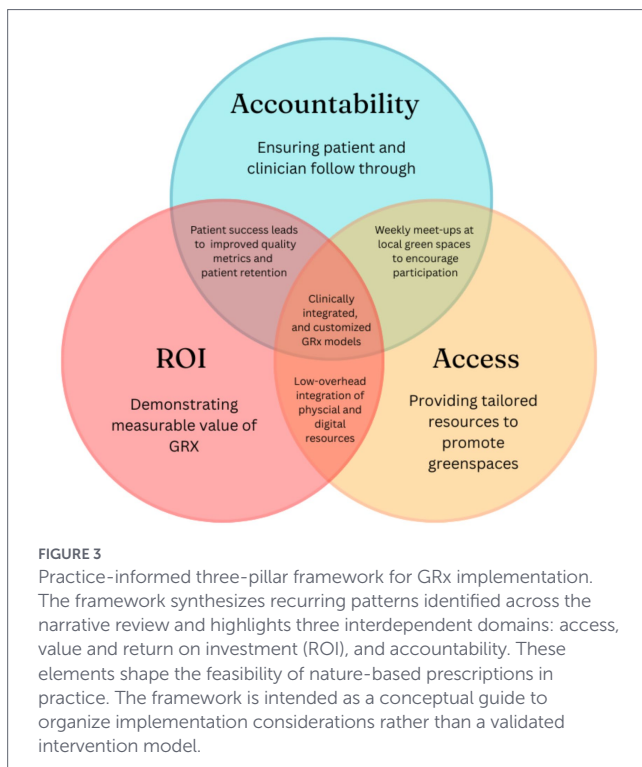 Accountability
Ensuring patient and
clinician follow through
Patient success leads
to improved quality
metrics and
patient retention
Weekly meet-ups at
local green spaces
to encourage
participation
Clinically
integrated,
and customized
GRx models
ROI
Demonstrating
measurable value of
GRX
Low-overhead
integration of
physcial and
digital
resources
Access
Providing tailored
resources to
promote
greenspaces
FIGURE 3
Practice-informed three-pillar framework for GRx implementation.
The framework synthesizes recurring patterns identified across the
narrative review and highlights three interdependent domains: access,
value and return on investment (ROI), and accountability. These
elements shape the feasibility of nature-based prescriptions in
practice. The framework is intended as a conceptual guide to
organize implementation considerations rather than a validated
intervention model.